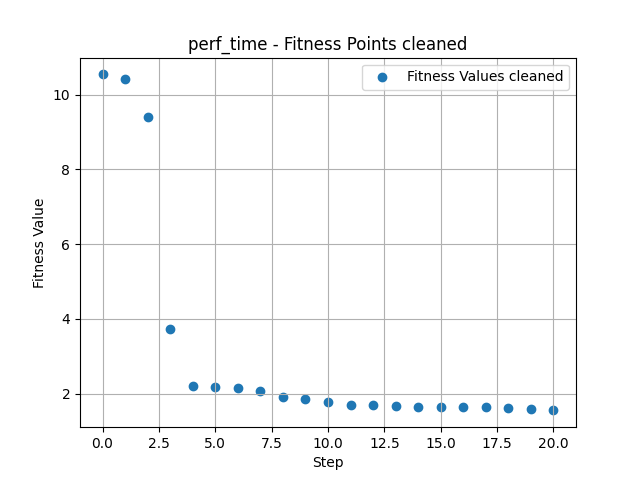 perf_time - Fitness Points cleaned
Fitness Values cleaned
10
8
6
4
2
Fitness Value
0.0 2.5 5.0 7.5 10.0 12.5 15.0 17.5 20.0
Step